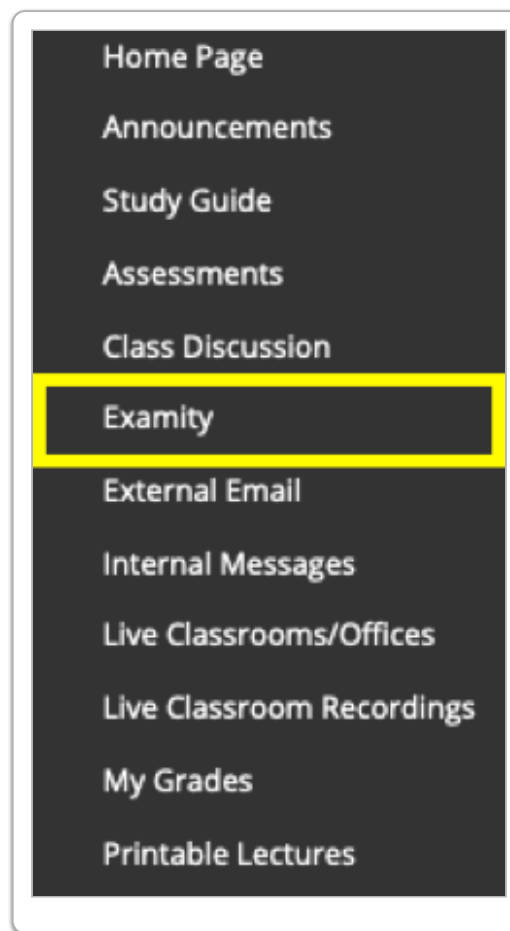 Home Page
Announcements
Study Guide
Assessments
Class Discussion
Examity
External Email
Internal Messages
Live Classrooms/Offices
Live Classroom Recordings
My Grades
Printable Lectures